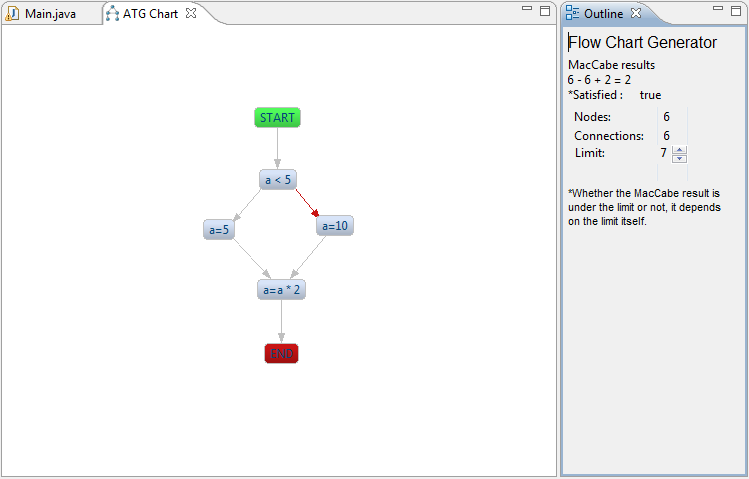 Main.java
ATG Chart
START
a < 5
a=5
a=10
a=a * 2
END
Outline
Flow Chart Generator
MacCabe results
6 - 6 + 2 = 2
*Satisfied : true
Nodes: 6
Connections: 6
Limit: 7
*Whether the MacCabe result is
under the limit or not, it depends
on the limit itself.